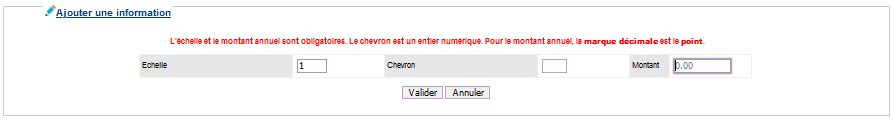 Ajouter une information
L'échelle et le montant annuel sont obligatoires. Le chevron est un entier numérique. Pour le montant annuel, la marque décimale est le point.
Echelle 1 Chevron Montant 0.00
Valider Annuler